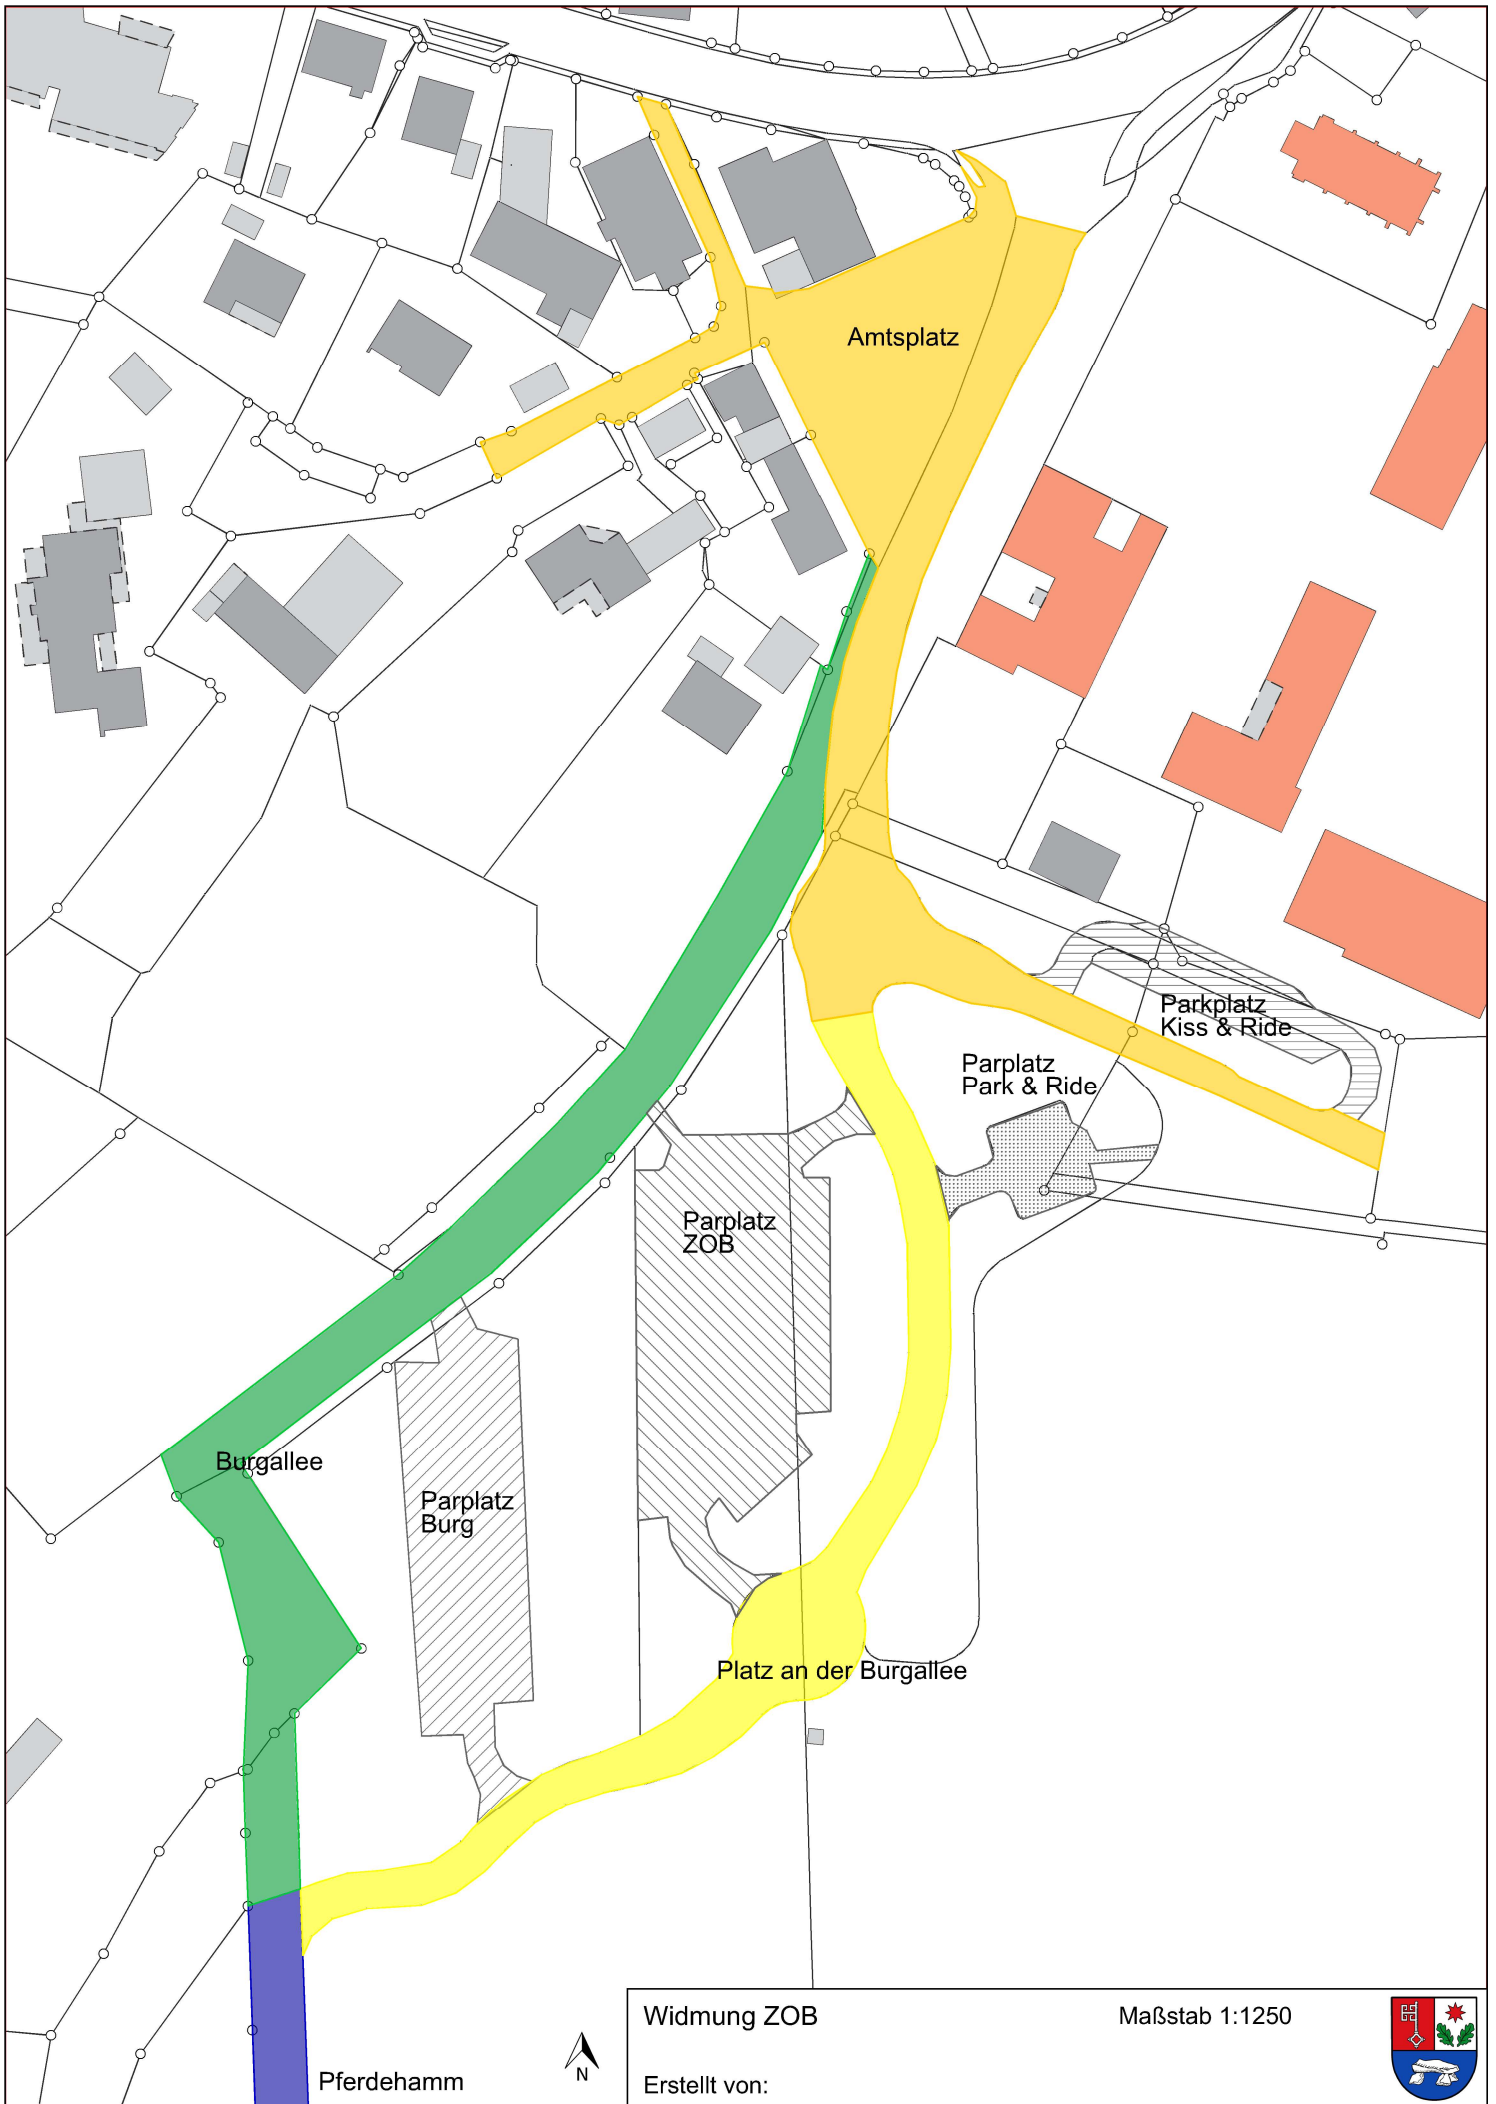 Amtsplatz
Parkplatz
Kiss & Ride
Parplatz
Park & Ride
Parplatz
ZOB
Burgallee
Parplatz
Burg
Platz an der Burgallee
Widmung ZOB
Maßstab 1:1250
N
Pferdehamm
Erstellt von: